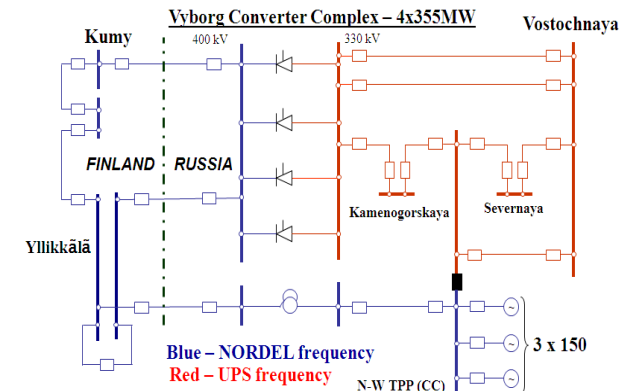 Vyborg Converter Complex – 4x355MW
Vostochnaya
Kumy
400 kV
330 kV
FINLAND
RUSSIA
Kamenogorskaya
Severnaya
Yllikkãlã
Blue – NORDEL frequency
Red – UPS frequency
3 x 150
N-W TPP (CC)
~
~
~